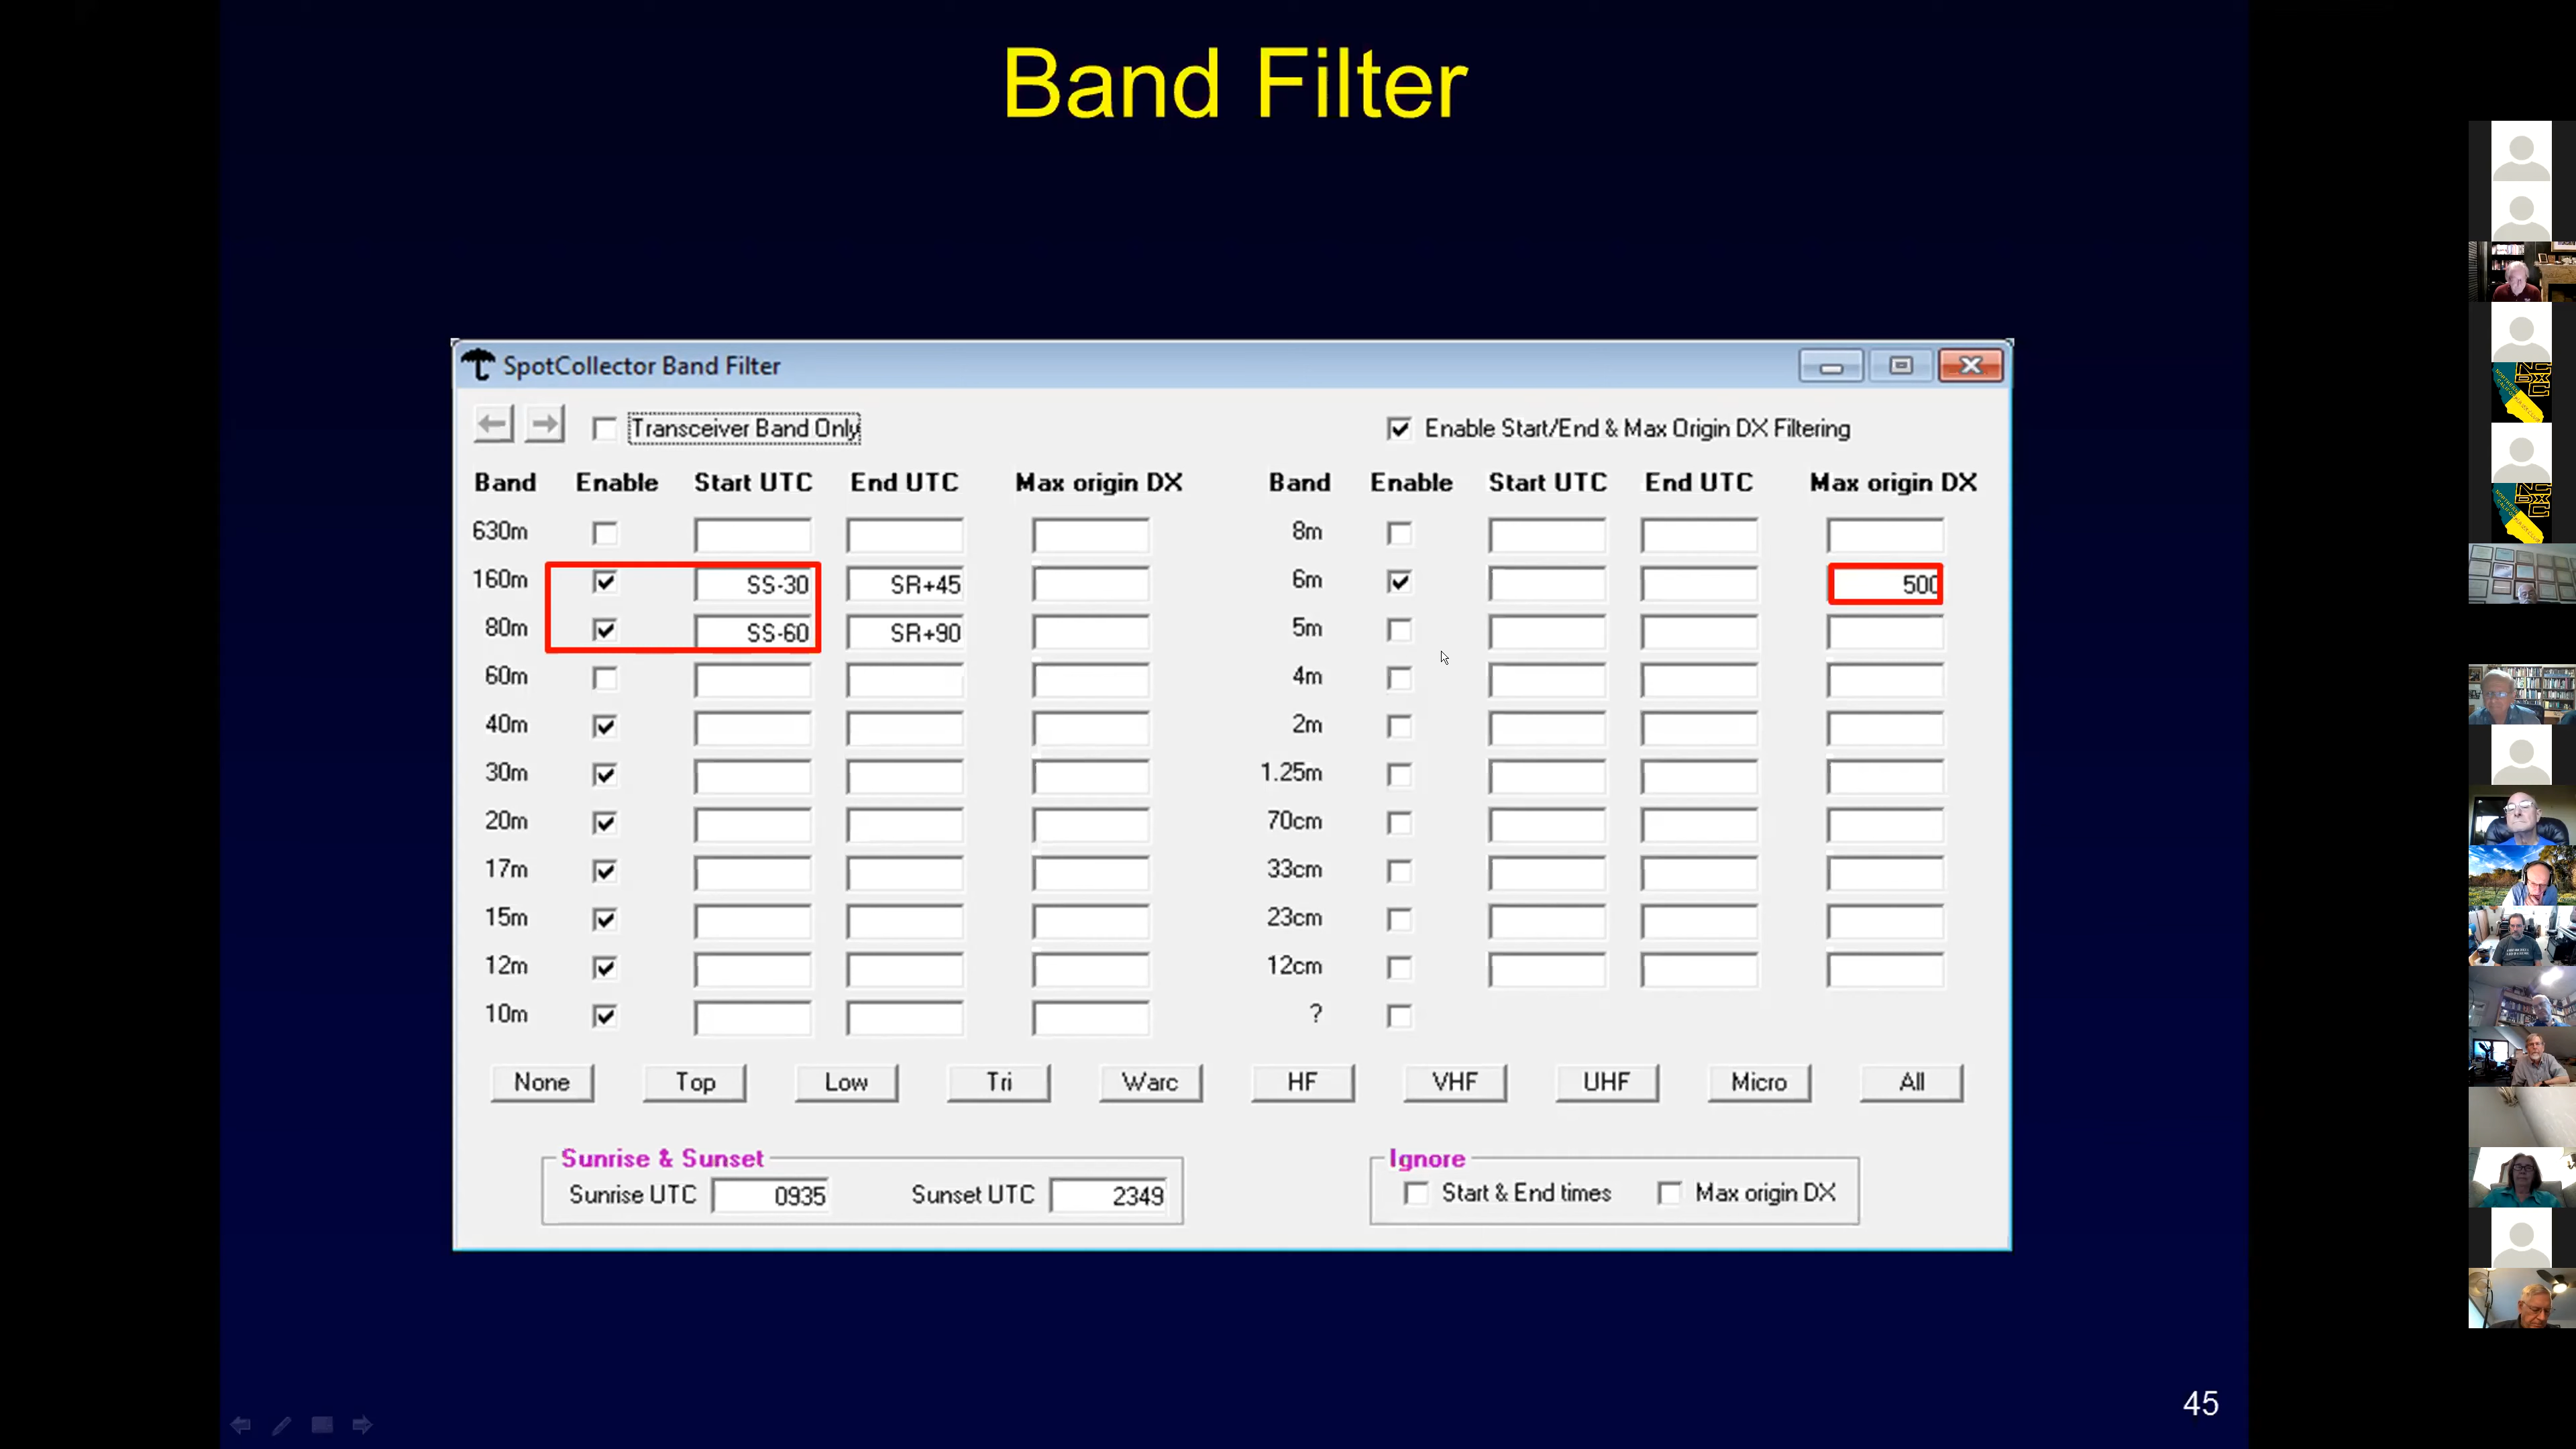 Band Filter
SpotCollector Band Filter
Transceiver Band Only
Enable Start/End & Max Origin DX Filtering
Band Enable Start UTC End UTC Max origin DX Band Enable Start UTC End UTC Max origin DX
630m 8m
160m SS-30 SR+45 6m 500
80m SS-60 SR+90 5m
60m 4m
40m 2m
30m 1.25m
20m 70cm
17m 33cm
15m 23cm
12m 12cm
10m ?
None Top Low Tri Warc HF VHF UHF Micro All
Sunrise & Sunset
Sunrise UTC 0935 Sunset UTC 2349
Ignore
Start & End times Max origin DX
45